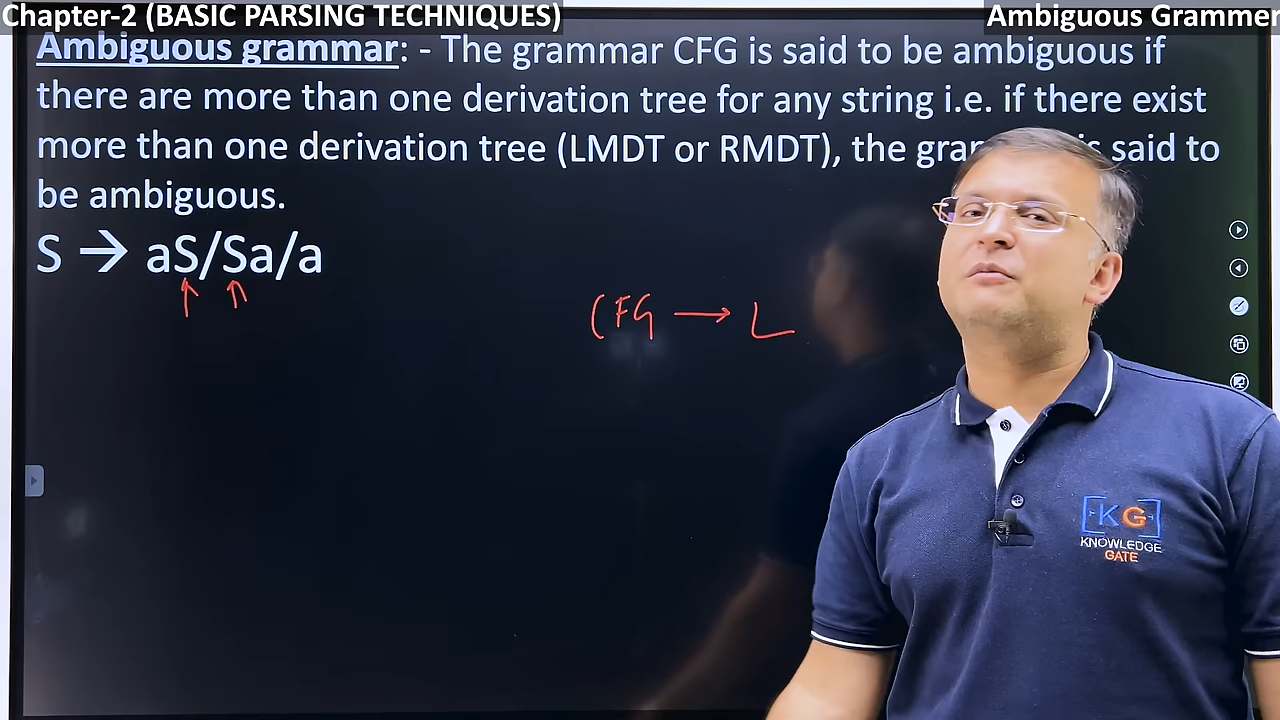 Chapter-2 (BASIC PARSING TECHNIQUES)
Ambiguous Grammer
Ambiguous grammar: - The grammar CFG is said to be ambiguous if
there are more than one derivation tree for any string i.e. if there exist
more than one derivation tree (LMDT or RMDT), the gra is said to
be ambiguous.
S → aS/Sa/a
CFG → L
KG
KNOWLEDGE
GATE